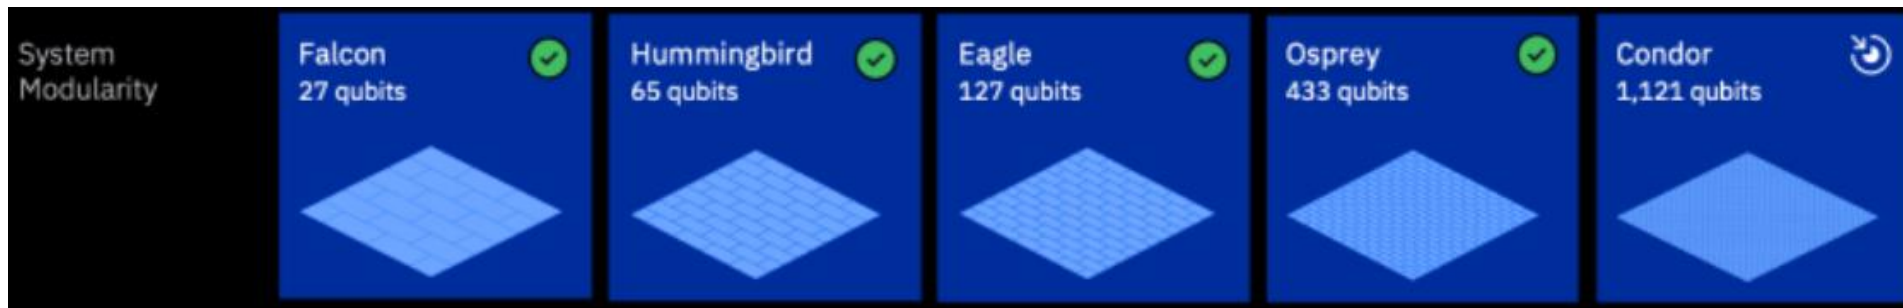 System
Modularity
Falcon
27 qubits
Hummingbird
65 qubits
Eagle
127 qubits
Osprey
433 qubits
Condor
1,121 qubits